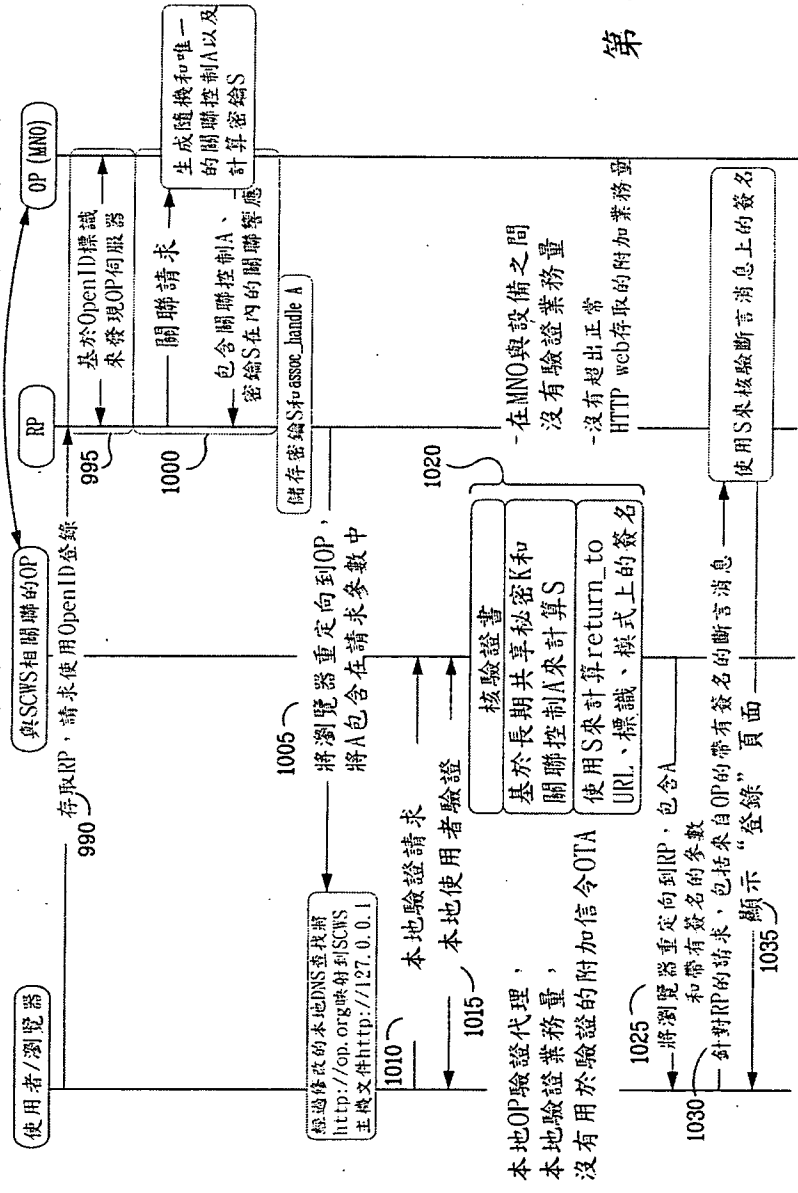 使用者/瀏覽器
與SCWS相關聯的OP
RP
OP (MNO)
存取RP，請求使用OpenID登錄
990
基於OpenID標識
來發現OP伺服器
995
關聯請求
生成隨機和唯一
的關聯控制A以及
計算密鑰S
包含關聯控制A、
密鑰S在內的關聯響應
1000
儲存密鑰S和assoc_handle A
1005
將瀏覽器重定向到OP，
將A包含在請求參數中
經過修改的本地DNS查找將
http://op.org映射到SCWS
主機文件http://127.0.0.1
1010
本地驗證請求
本地使用者驗證
1015
本地OP驗證代理，
本地驗證業務量，
沒有用於驗證的附加信令OTA
核驗證書
基於長期共享秘密K和
關聯控制A來計算S
使用S來計算return_to
URL、標識、模式上的簽名
1020
-在MNO與設備之間
沒有驗證業務量
-沒有超出正常
HTTP web存取的附加業務量
1025
將瀏覽器重定向到RP，包含A
和帶有簽名的參數
1030
針對RP的請求，包括來自OP的帶有簽名的斷言消息
使用S來核驗斷言消息上的簽名
顯示“登錄”頁面
1035
第